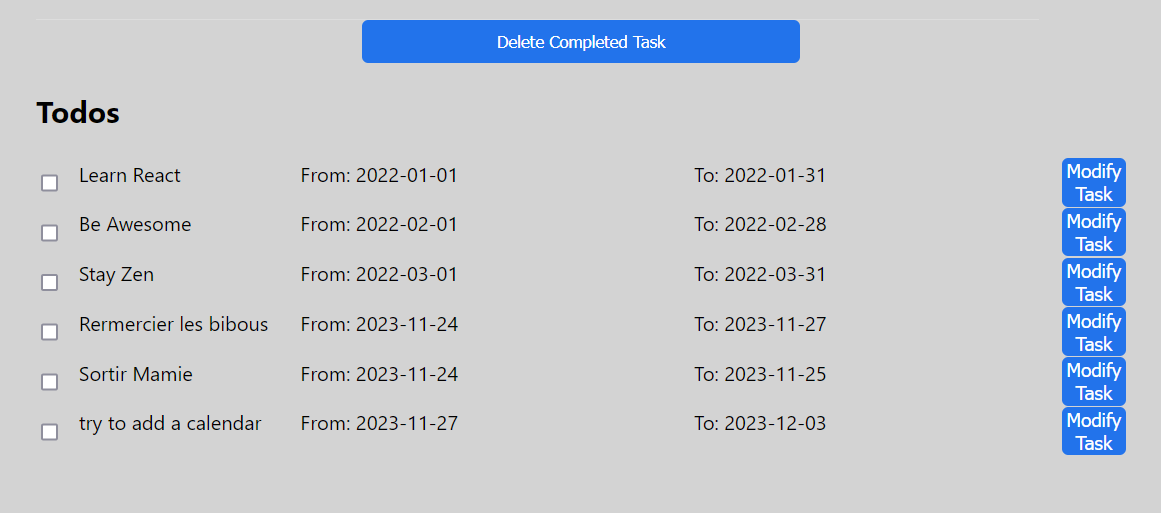 Delete Completed Task
Todos
Learn React From: 2022-01-01 To: 2022-01-31 Modify Task
Be Awesome From: 2022-02-01 To: 2022-02-28 Modify Task
Stay Zen From: 2022-03-01 To: 2022-03-31 Modify Task
Rermercier les bibous From: 2023-11-24 To: 2023-11-27 Modify Task
Sortir Mamie From: 2023-11-24 To: 2023-11-25 Modify Task
try to add a calendar From: 2023-11-27 To: 2023-12-03 Modify Task